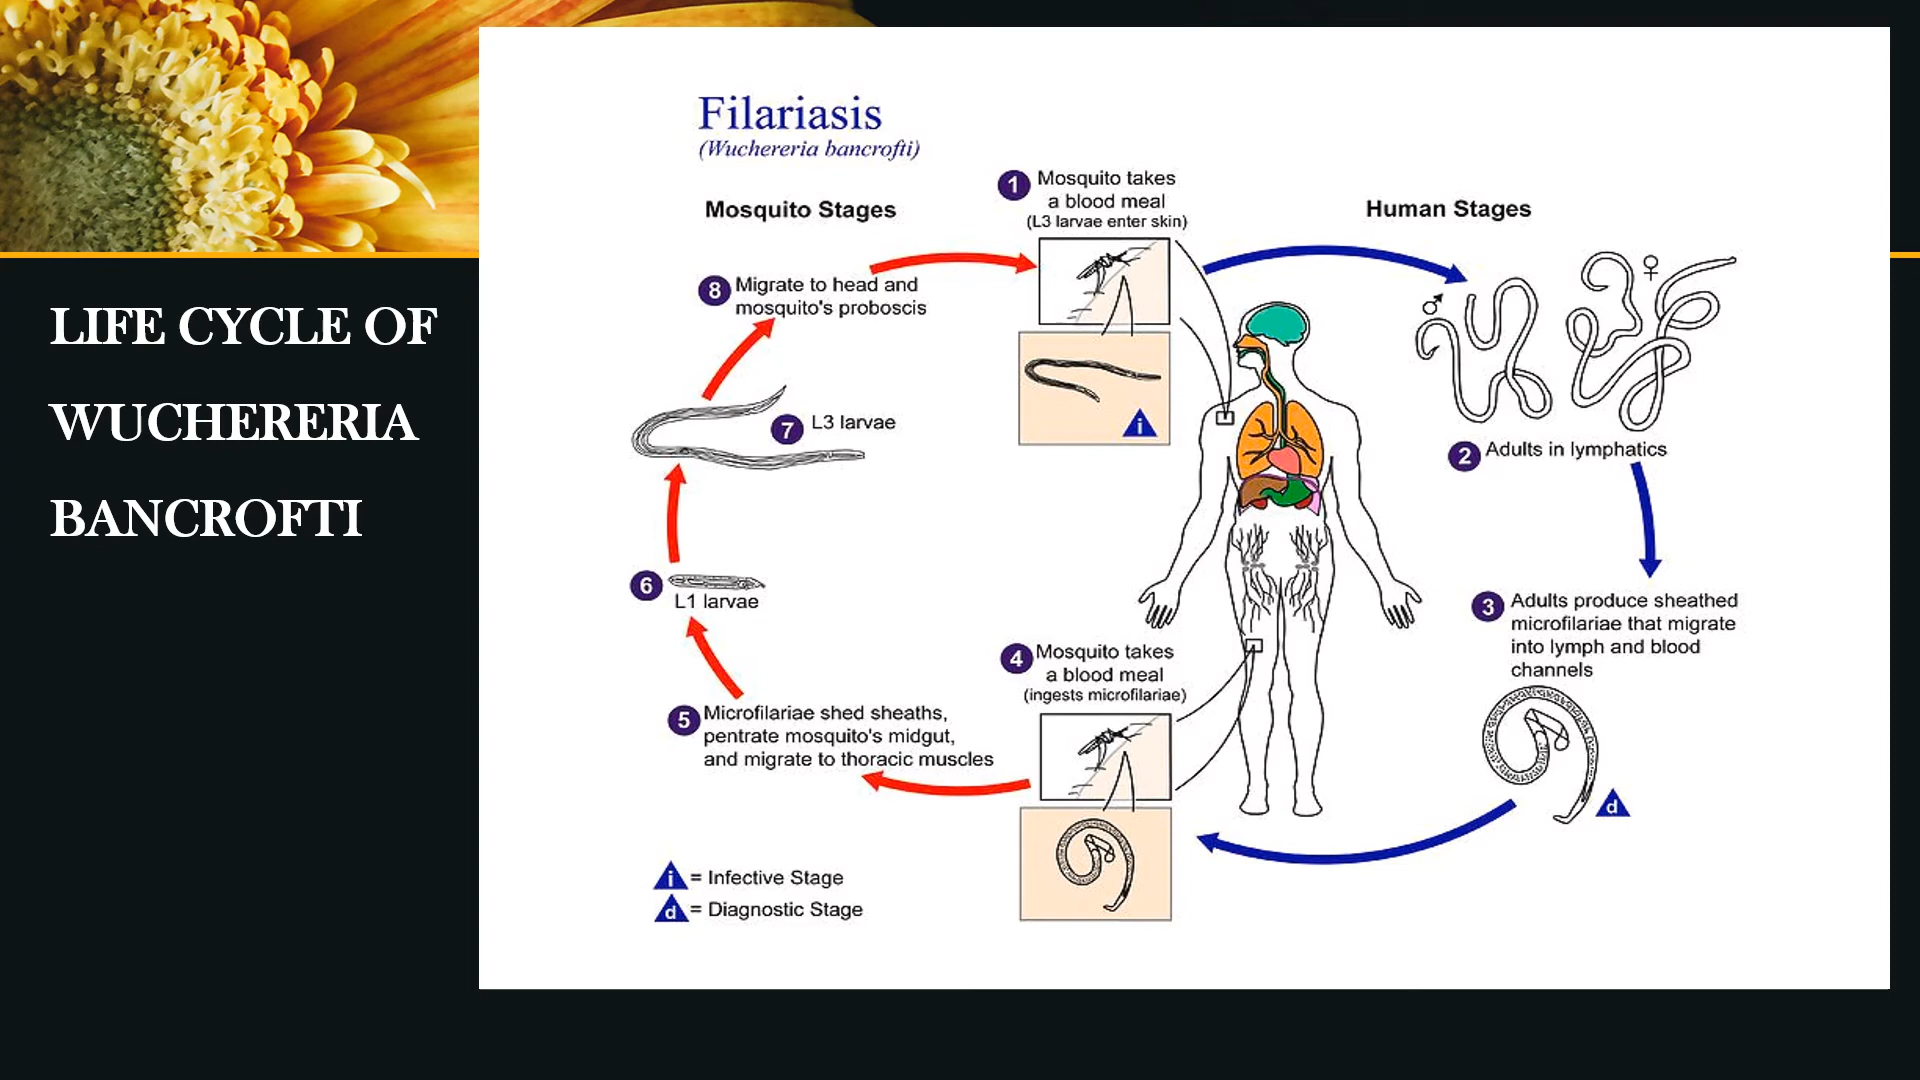 LIFE CYCLE OF
WUCHERERIA
BANCROFTI
Filariasis
(Wuchereria bancrofti)
Mosquito Stages
Human Stages
1 Mosquito takes
a blood meal
(L3 larvae enter skin)
i
♂
♀
2 Adults in lymphatics
3 Adults produce sheathed
microfilariae that migrate
into lymph and blood
channels
d
4 Mosquito takes
a blood meal
(ingests microfilariae)
5 Microfilariae shed sheaths,
pentrate mosquito's midgut,
and migrate to thoracic muscles
6
L1 larvae
7 L3 larvae
8 Migrate to head and
mosquito's proboscis
i = Infective Stage
d = Diagnostic Stage